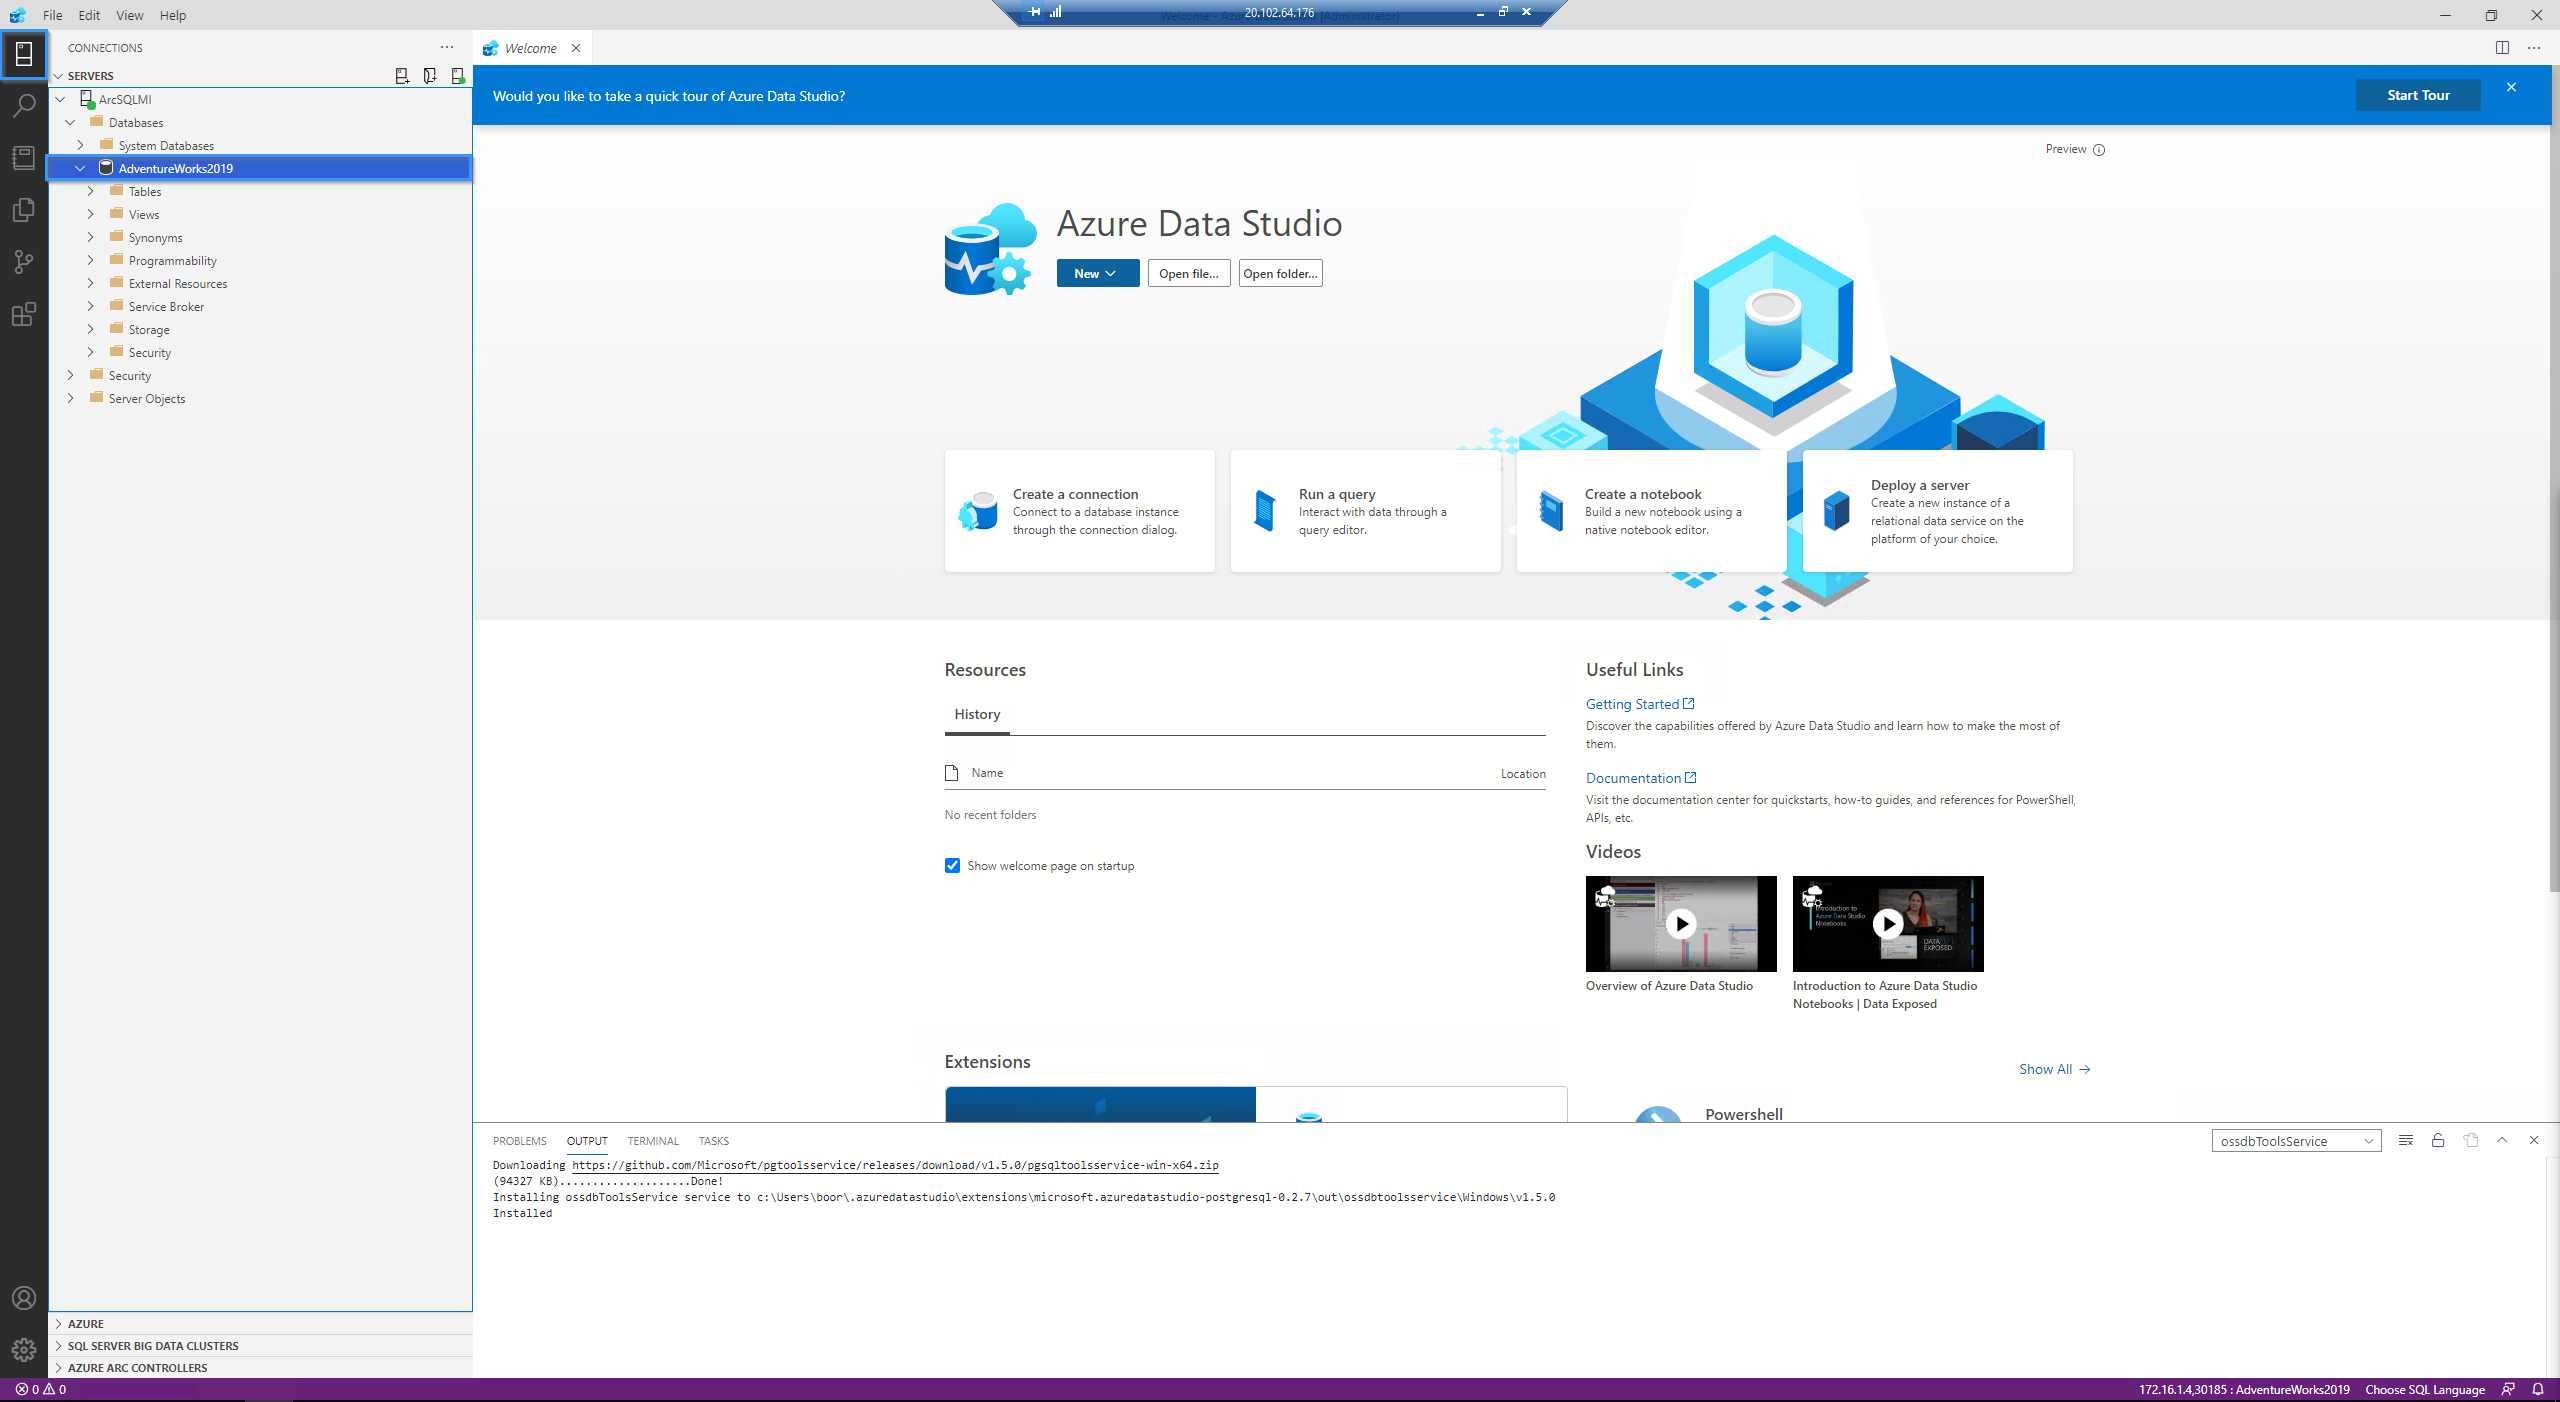 File Edit View Help
20.102.64.176
CONNECTIONS
Welcome
SERVERS
ArcSQLMI
Databases
System Databases
AdventureWorks2019
Tables
Views
Synonyms
Programmability
External Resources
Service Broker
Storage
Security
Security
Server Objects
Would you like to take a quick tour of Azure Data Studio?
Start Tour
Preview
Azure Data Studio
New
Open file...
Open folder...
Create a connection
Connect to a database instance
through the connection dialog.
Run a query
Interact with data through a
query editor.
Create a notebook
Build a new notebook using a
native notebook editor.
Deploy a server
Create a new instance of a
relational data service on the
platform of your choice.
Resources
History
Name Location
No recent folders
Show welcome page on startup
Useful Links
Getting Started
Discover the capabilities offered by Azure Data Studio and learn how to make the most of
them.
Documentation
Visit the documentation center for quickstarts, how-to guides, and references for PowerShell,
APIs, etc.
Videos
Introduction to
Azure Data Studio
Notebooks
DATA
EXPOSED
Overview of Azure Data Studio
Introduction to Azure Data Studio
Notebooks | Data Exposed
Extensions
Show All
Powershell
PROBLEMS OUTPUT TERMINAL TASKS
ossdbToolsService
Downloading https://github.com/Microsoft/pgtoolsservice/releases/download/v1.5.0/pgsqltoolsservice-win-x64.zip
(94327 KB)....................Done!
Installing ossdbToolsService service to c:\Users\boor\.azuredatastudio\extensions\microsoft.azuredatastudio-postgresql-0.2.7\out\ossdbtoolsservice\Windows\v1.5.0
Installed
AZURE
SQL SERVER BIG DATA CLUSTERS
AZURE ARC CONTROLLERS
0 0
172.16.1.4,30185 : AdventureWorks2019 Choose SQL Language